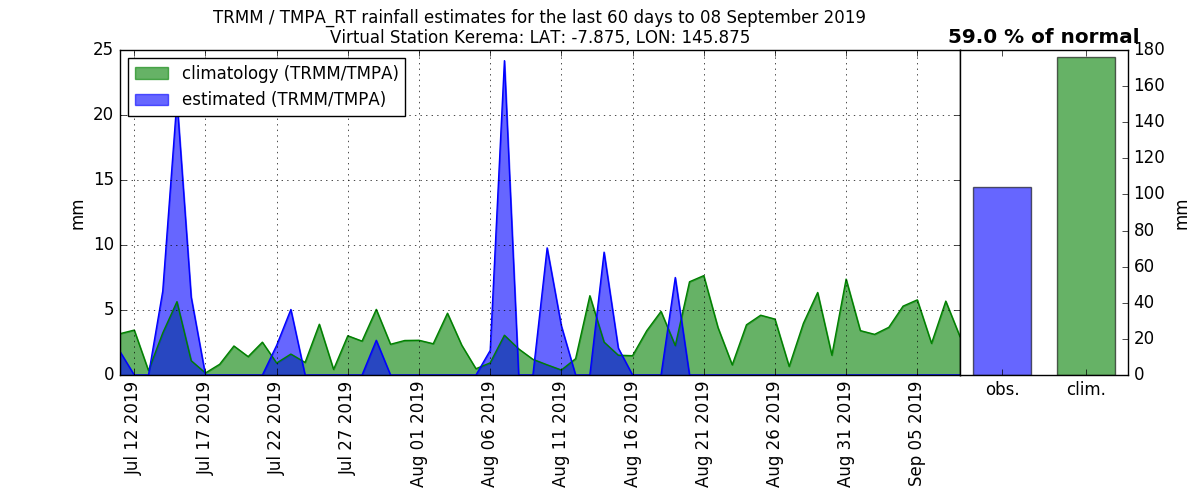 TRMM / TMPA_RT rainfall estimates for the last 60 days to 08 September 2019
Virtual Station Kerema: LAT: -7.875, LON: 145.875
59.0 % of normal
climatology (TRMM/TMPA)
estimated (TRMM/TMPA)
25
20
15
10
5
0
mm
Jul 12 2019
Jul 17 2019
Jul 22 2019
Jul 27 2019
Aug 01 2019
Aug 06 2019
Aug 11 2019
Aug 16 2019
Aug 21 2019
Aug 26 2019
Aug 31 2019
Sep 05 2019
180
160
140
120
100
80
60
40
20
0
mm
obs.
clim.